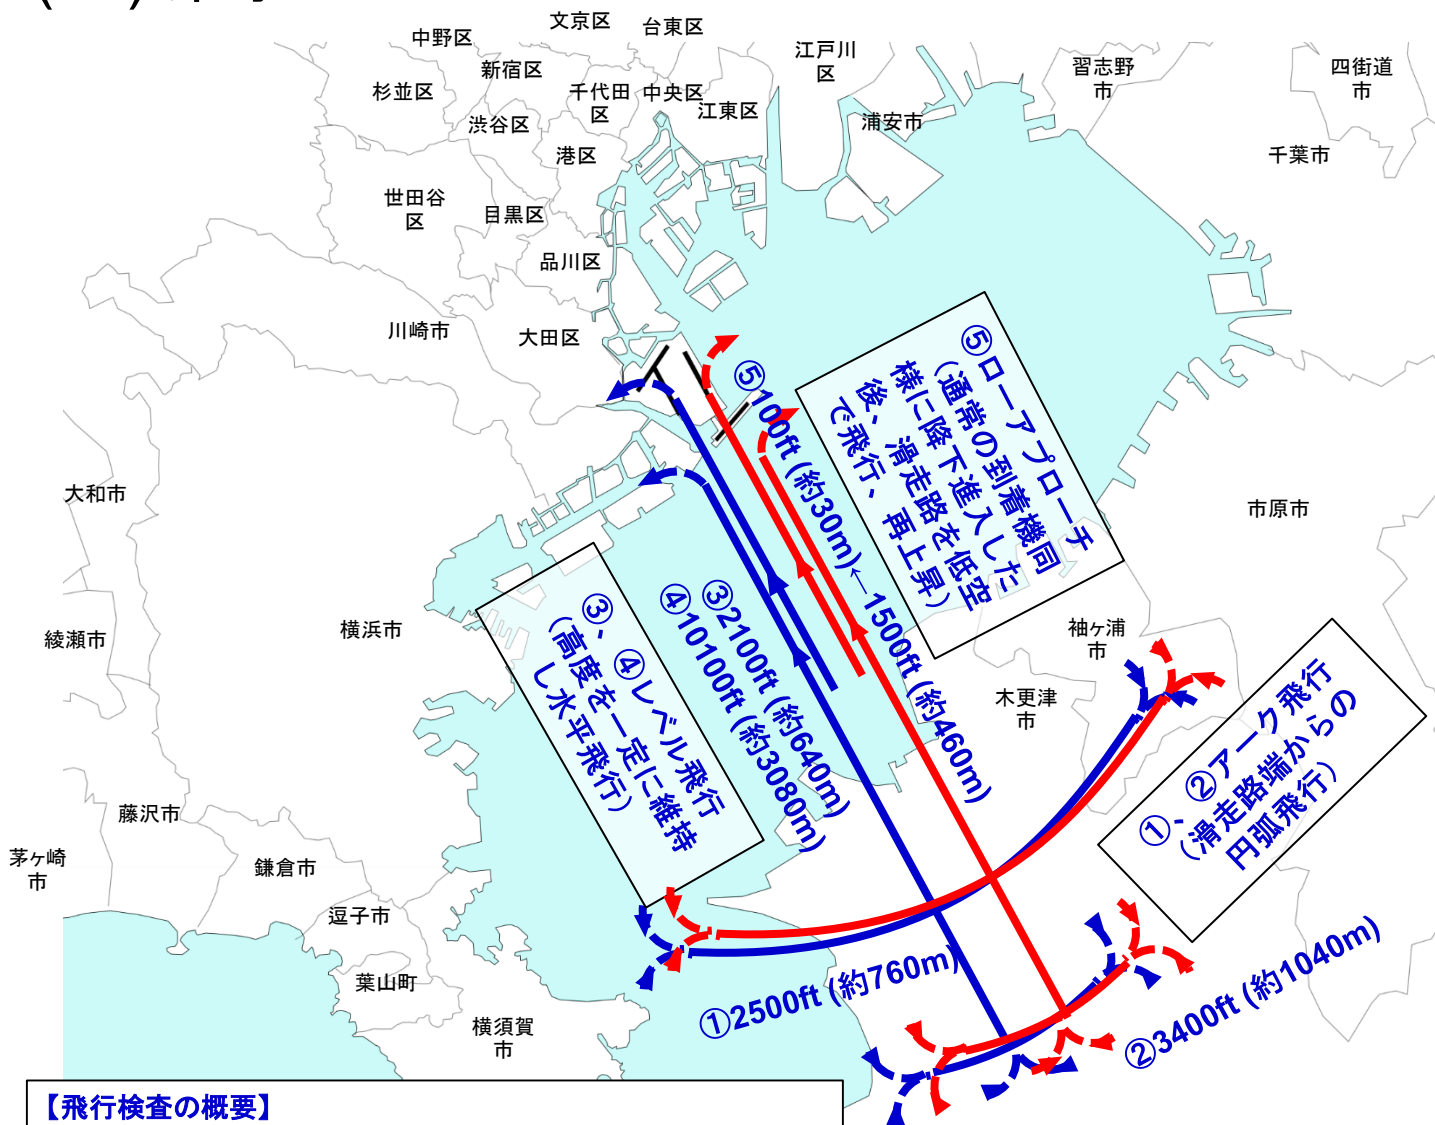 文京区
台東区
中野区
江戸川
区
新宿区
習志野
市
四街道
市
杉並区
千代田
区
中央区
江東区
渋谷区
浦安市
港区
千葉市
世田谷
区
目黒区
品川区
川崎市
大田区
⑤ローアプローチ
(通常の到着機同
様に降下進入した
後、滑走路を低空
で飛行、再上昇)
⑤100ft (約30m)←1500ft (約460m)
大和市
市原市
横浜市
綾瀬市
③2100ft (約640m)
④10100ft (約3080m)
③、④レベル飛行
(高度を一定に維持
し水平飛行)
袖ヶ浦
市
木更津
市
①、②アーク飛行
(滑走路端からの
円弧飛行)
藤沢市
茅ヶ崎
市
鎌倉市
逗子市
葉山町
横須賀
市
①2500ft (約760m)
②3400ft (約1040m)
【飛行検査の概要】